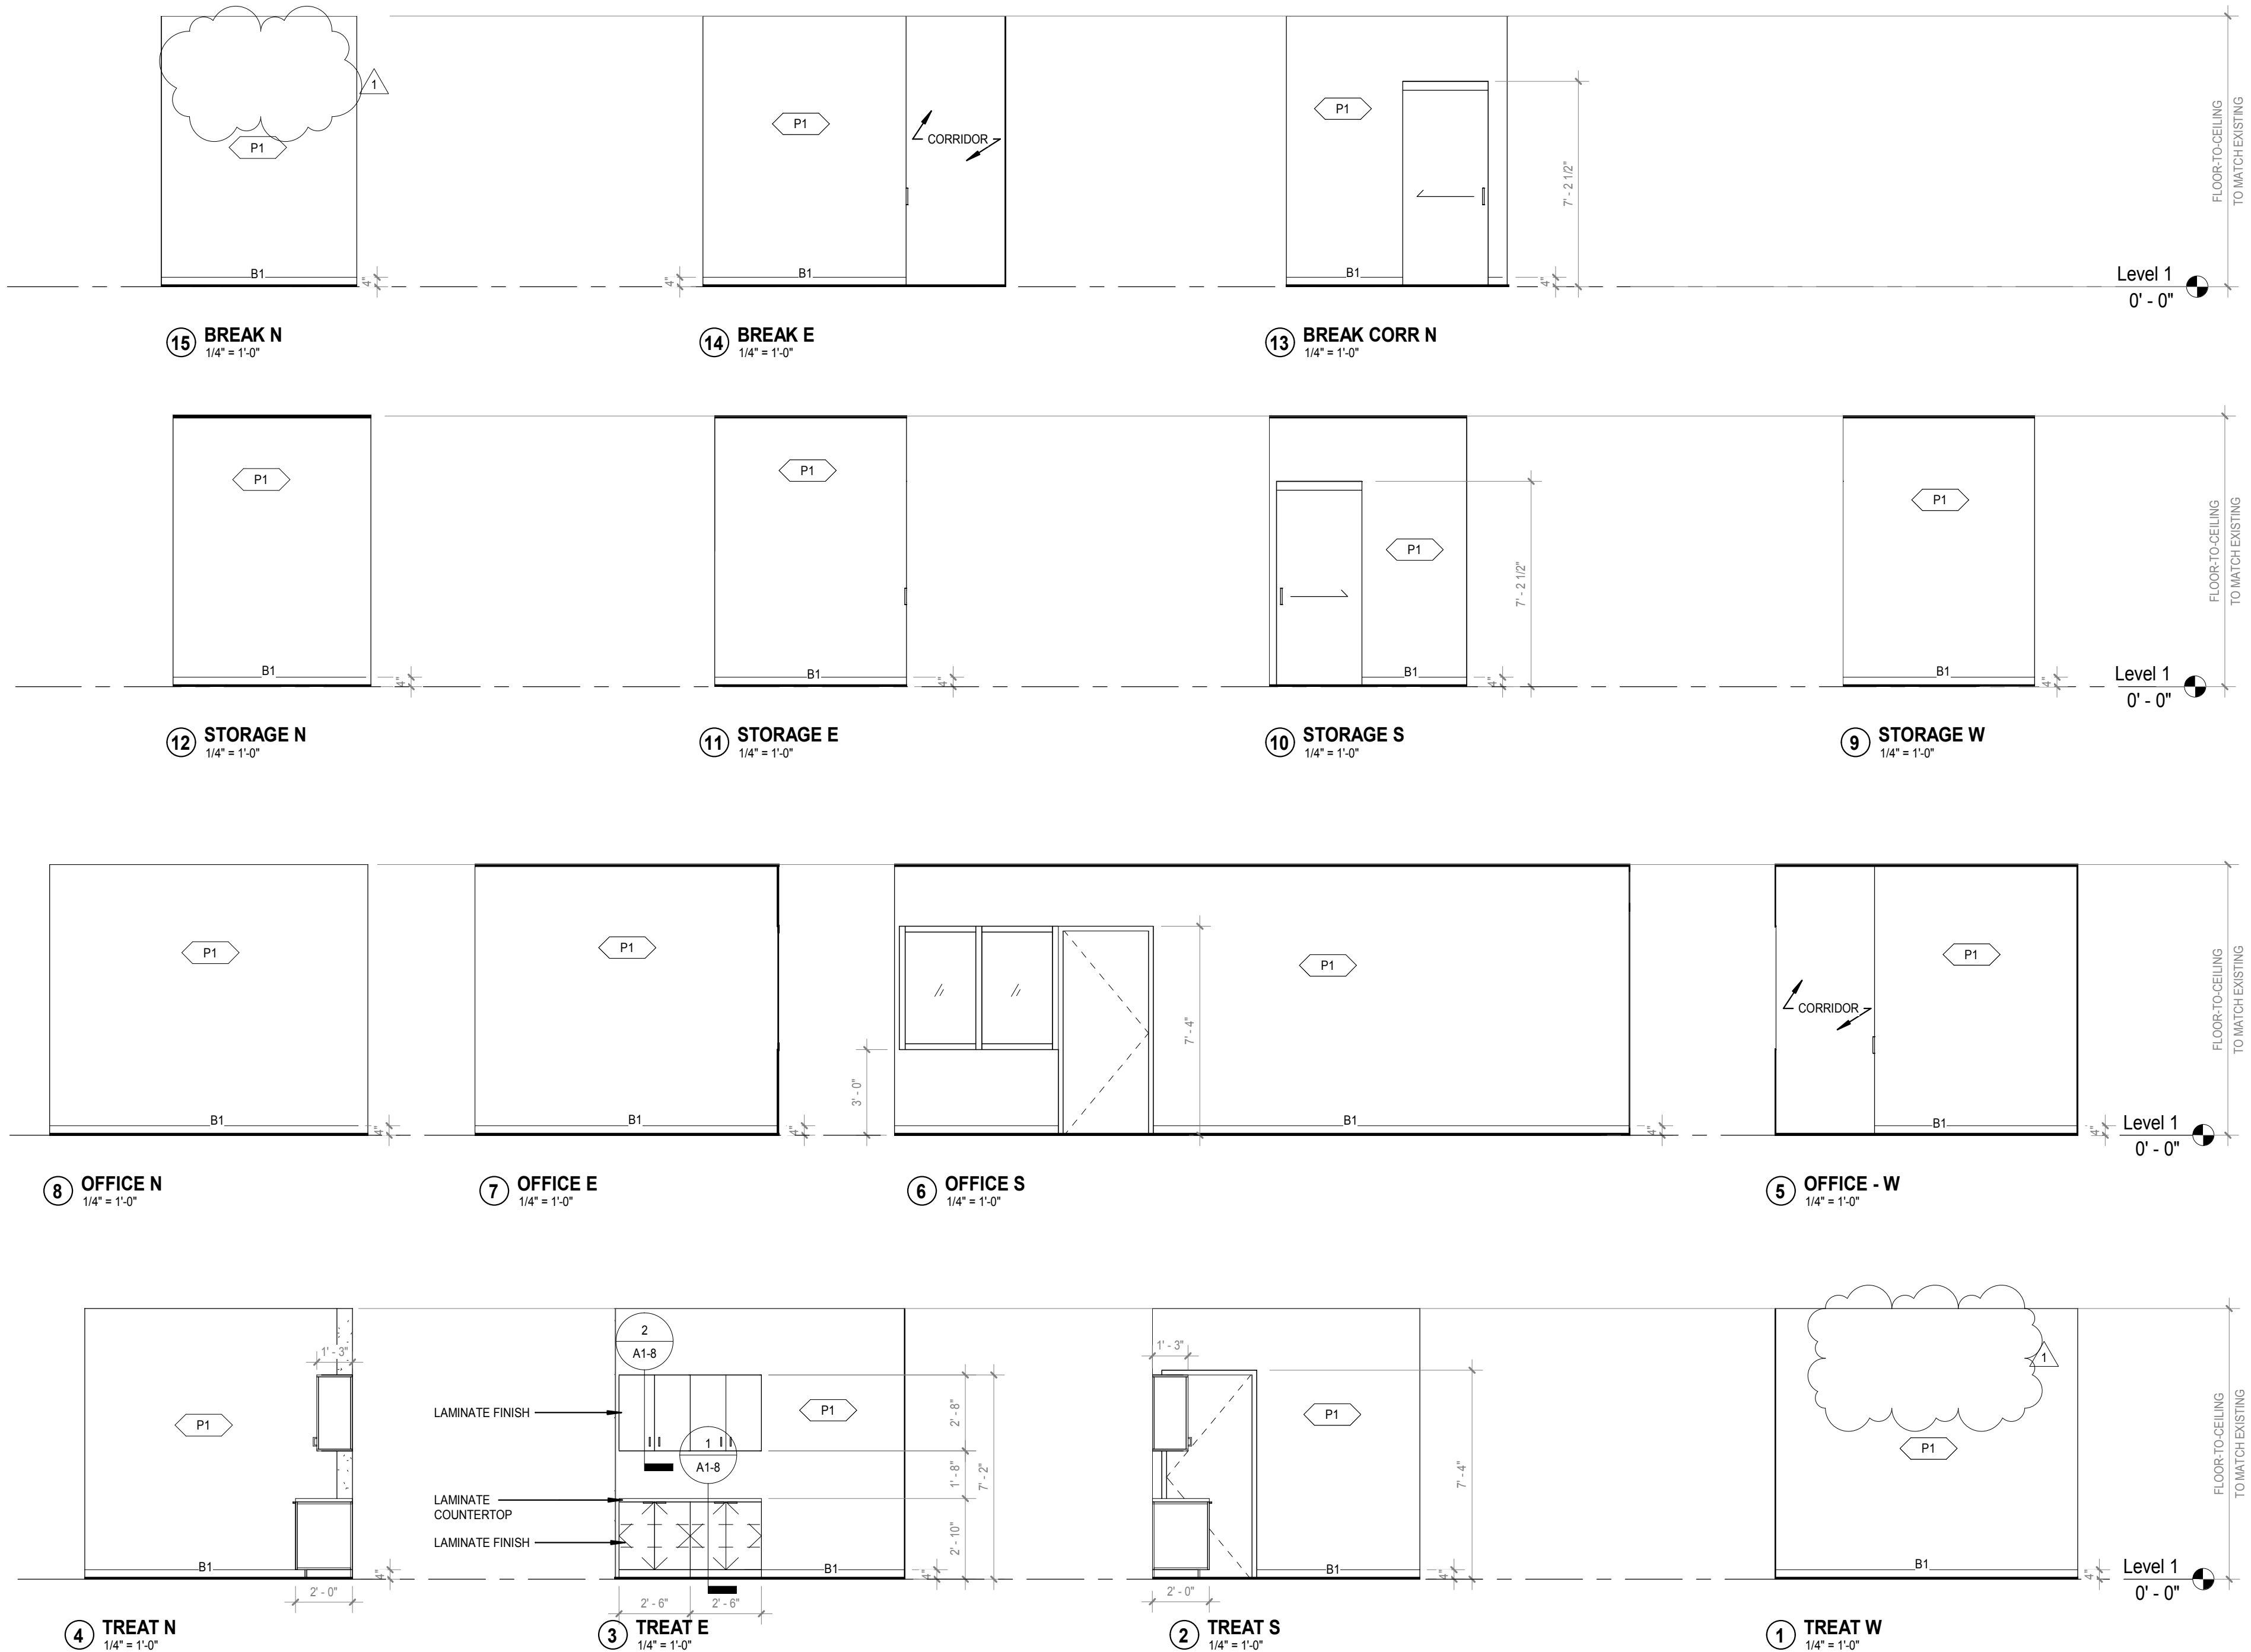 1
P1
B1
4"
15 BREAK N
1/4" = 1'-0"
P1
CORRIDOR
B1
4"
14 BREAK E
1/4" = 1'-0"
P1
B1
7' - 2 1/2"
4"
13 BREAK CORR N
1/4" = 1'-0"
FLOOR-TO-CEILING
TO MATCH EXISTING
Level 1
0' - 0"
P1
B1
4"
12 STORAGE N
1/4" = 1'-0"
P1
B1
4"
11 STORAGE E
1/4" = 1'-0"
P1
B1
7' - 2 1/2"
4"
10 STORAGE S
1/4" = 1'-0"
P1
B1
4"
9 STORAGE W
1/4" = 1'-0"
FLOOR-TO-CEILING
TO MATCH EXISTING
Level 1
0' - 0"
P1
B1
4"
8 OFFICE N
1/4" = 1'-0"
P1
B1
4"
7 OFFICE E
1/4" = 1'-0"
3' - 0"
7' - 4"
P1
B1
4"
6 OFFICE S
1/4" = 1'-0"
CORRIDOR
P1
B1
4"
5 OFFICE - W
1/4" = 1'-0"
FLOOR-TO-CEILING
TO MATCH EXISTING
Level 1
0' - 0"
1' - 3"
P1
B1
4"
2' - 0"
4 TREAT N
1/4" = 1'-0"
2
A1-8
LAMINATE FINISH
P1
1
A1-8
LAMINATE
COUNTERTOP
LAMINATE FINISH
B1
2' - 8"
1' - 8"
2' - 10"
7' - 2"
4"
2' - 6"
2' - 6"
3 TREAT E
1/4" = 1'-0"
1' - 3"
P1
7' - 4"
B1
4"
2' - 0"
2 TREAT S
1/4" = 1'-0"
1
P1
B1
4"
1 TREAT W
1/4" = 1'-0"
FLOOR-TO-CEILING
TO MATCH EXISTING
Level 1
0' - 0"